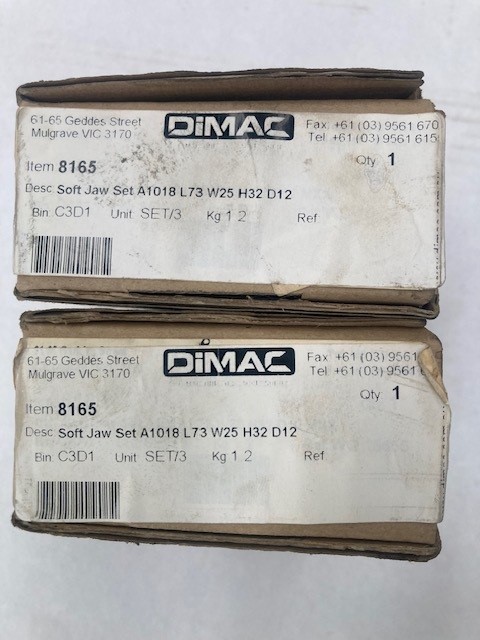 61-65 Geddes Street
Mulgrave VIC 3170
DiMAC
Fax: +61 (03) 9561 670
Tel: +61 (03) 9561 615
Item 8165
Qty: 1
Desc: Soft Jaw Set A1018 L73 W25 H32 D12
Bin: C3D1 Unit: SET/3 Kg 1.2 Ref
61-65 Geddes Street
Mulgrave VIC 3170
DiMAC
Fax: +61 (03) 9561
Tel: +61 (03) 9561 6
Qty: 1
Item 8165
Desc: Soft Jaw Set A1018 L73 W25 H32 D12
Bin: C3D1 Unit: SET/3 Kg 1.2 Ref